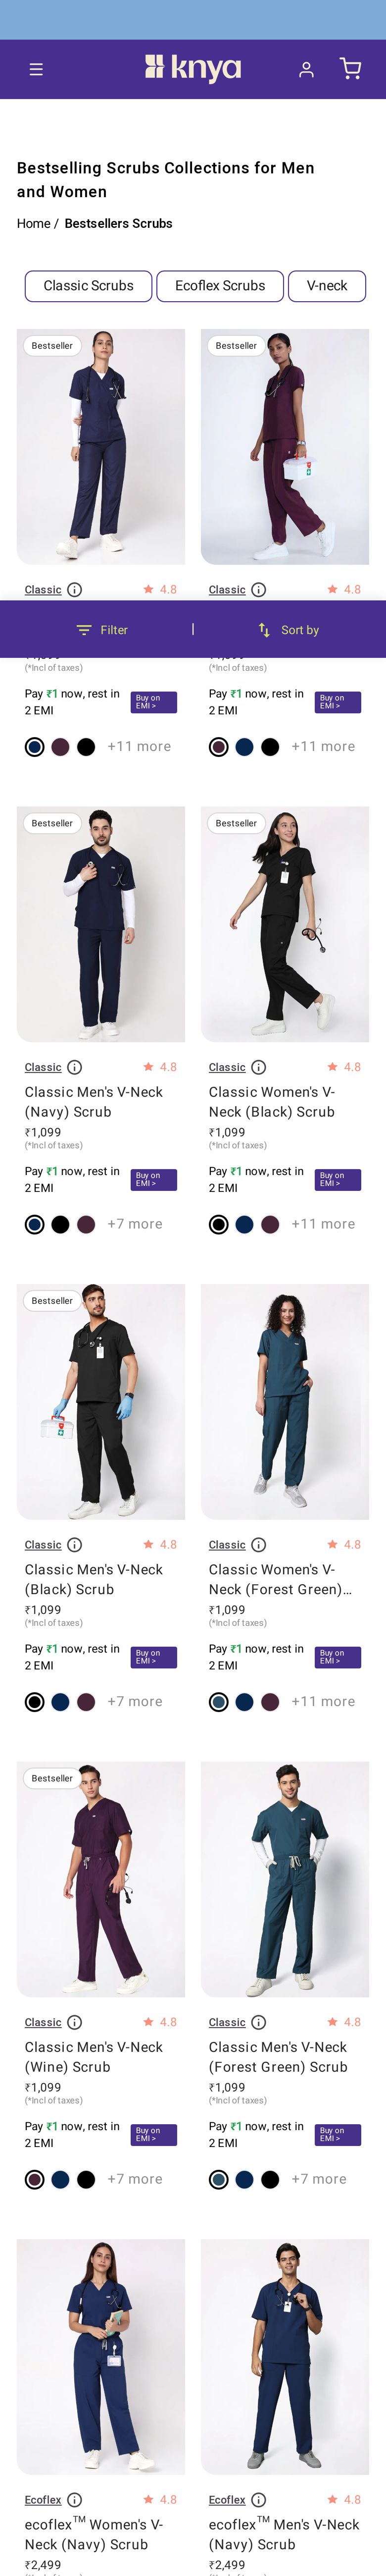 knya
Bestselling Scrubs Collections for Men
and Women
Home / Bestsellers Scrubs
Classic Scrubs
Ecoflex Scrubs
V-neck
Bestseller
Bestseller
Classic
4.8
Classic
4.8
Filter
|
Sort by
(*Incl of taxes)
(*Incl of taxes)
Pay ₹1 now, rest in
2 EMI
Buy on
EMI >
Pay ₹1 now, rest in
2 EMI
Buy on
EMI >
+11 more
+11 more
Bestseller
Bestseller
Classic
4.8
Classic
4.8
Classic Men's V-Neck
(Navy) Scrub
₹1,099
(*Incl of taxes)
Classic Women's V-
Neck (Black) Scrub
₹1,099
(*Incl of taxes)
Pay ₹1 now, rest in
2 EMI
Buy on
EMI >
Pay ₹1 now, rest in
2 EMI
Buy on
EMI >
+7 more
+11 more
Bestseller
Classic
4.8
Classic
4.8
Classic Men's V-Neck
(Black) Scrub
₹1,099
(*Incl of taxes)
Classic Women's V-
Neck (Forest Green)...
₹1,099
(*Incl of taxes)
Pay ₹1 now, rest in
2 EMI
Buy on
EMI >
Pay ₹1 now, rest in
2 EMI
Buy on
EMI >
+7 more
+11 more
Bestseller
Classic
4.8
Classic
4.8
Classic Men's V-Neck
(Wine) Scrub
₹1,099
(*Incl of taxes)
Classic Men's V-Neck
(Forest Green) Scrub
₹1,099
(*Incl of taxes)
Pay ₹1 now, rest in
2 EMI
Buy on
EMI >
Pay ₹1 now, rest in
2 EMI
Buy on
EMI >
+7 more
+7 more
Ecoflex
4.8
Ecoflex
4.8
ecoflex™ Women's V-
Neck (Navy) Scrub
₹2,499
ecoflex™ Men's V-Neck
(Navy) Scrub
₹2,499